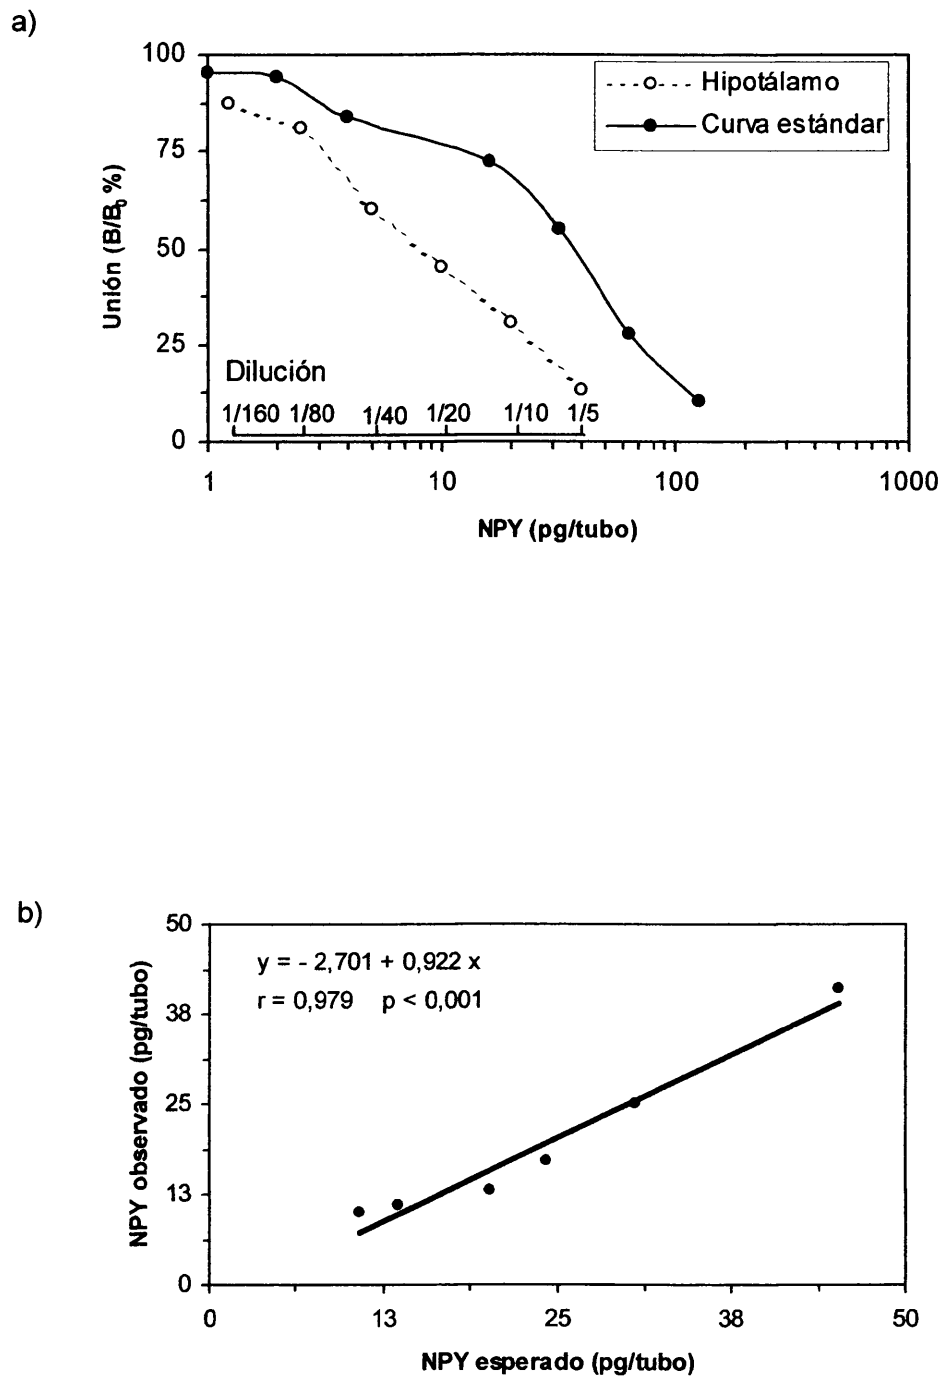 a)
100
75
50
25
0
Unión (B/B₀ %)
Hipotálamo
Curva estándar
Dilución
1/160 1/80 1/40 1/20 1/10 1/5
1 10 100 1000
NPY (pg/tubo)
b)
50
38
25
13
0
NPY observado (pg/tubo)
y = - 2,701 + 0,922 x
r = 0,979 p < 0,001
0 13 25 38 50
NPY esperado (pg/tubo)